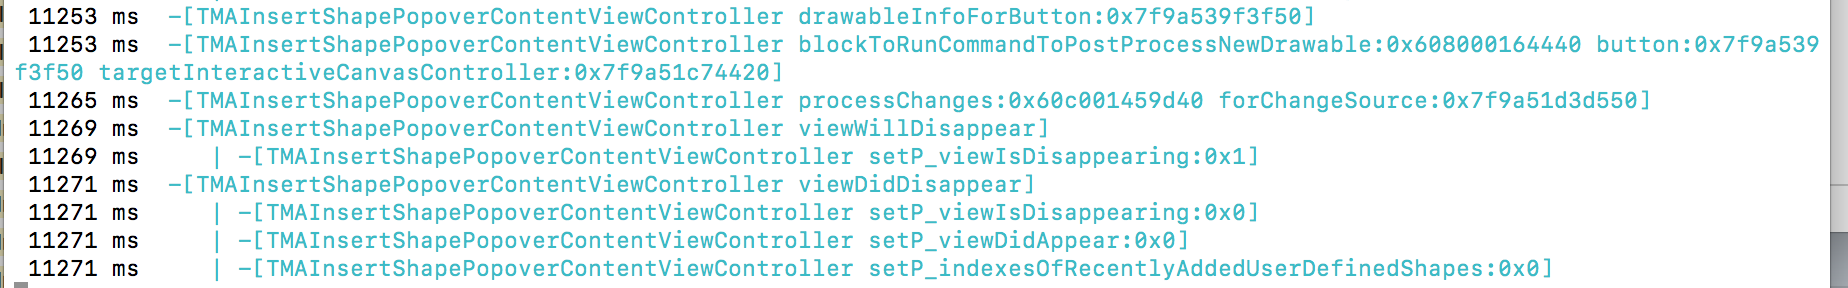 11253 ms  -[TMAInsertShapePopoverContentViewController drawableInfoForButton:0x7f9a539f3f50]
11253 ms  -[TMAInsertShapePopoverContentViewController blockToRunCommandToPostProcessNewDrawable:0x608000164440 button:0x7f9a539
f3f50 targetInteractiveCanvasController:0x7f9a51c74420]
11265 ms  -[TMAInsertShapePopoverContentViewController processChanges:0x60c001459d40 forChangeSource:0x7f9a51d3d550]
11269 ms  -[TMAInsertShapePopoverContentViewController viewWillDisappear]
11269 ms     | -[TMAInsertShapePopoverContentViewController setP_viewIsDisappearing:0x1]
11271 ms  -[TMAInsertShapePopoverContentViewController viewDidDisappear]
11271 ms     | -[TMAInsertShapePopoverContentViewController setP_viewIsDisappearing:0x0]
11271 ms     | -[TMAInsertShapePopoverContentViewController setP_viewDidAppear:0x0]
11271 ms     | -[TMAInsertShapePopoverContentViewController setP_indexesOfRecentlyAddedUserDefinedShapes:0x0]